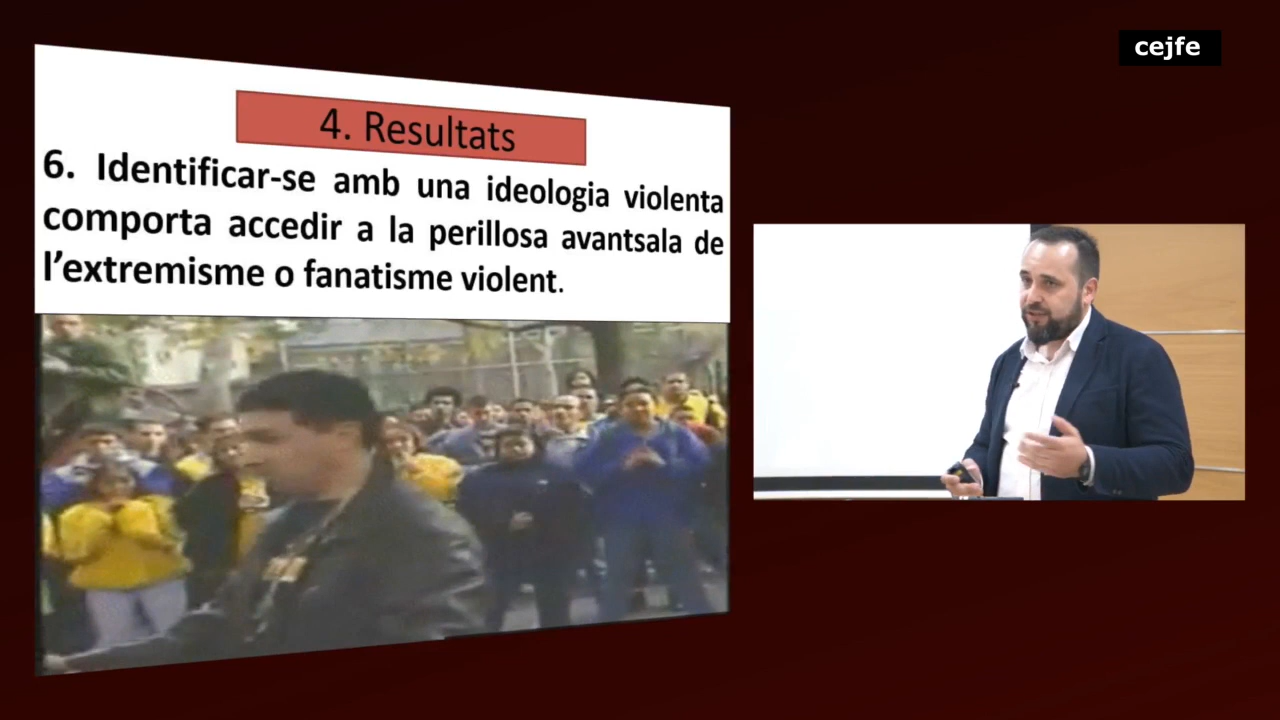 cejfe
4. Resultats
6. Identificar-se amb una ideologia violenta
comporta accedir a la perillosa avantsala de
l’extremisme o fanatisme violent.